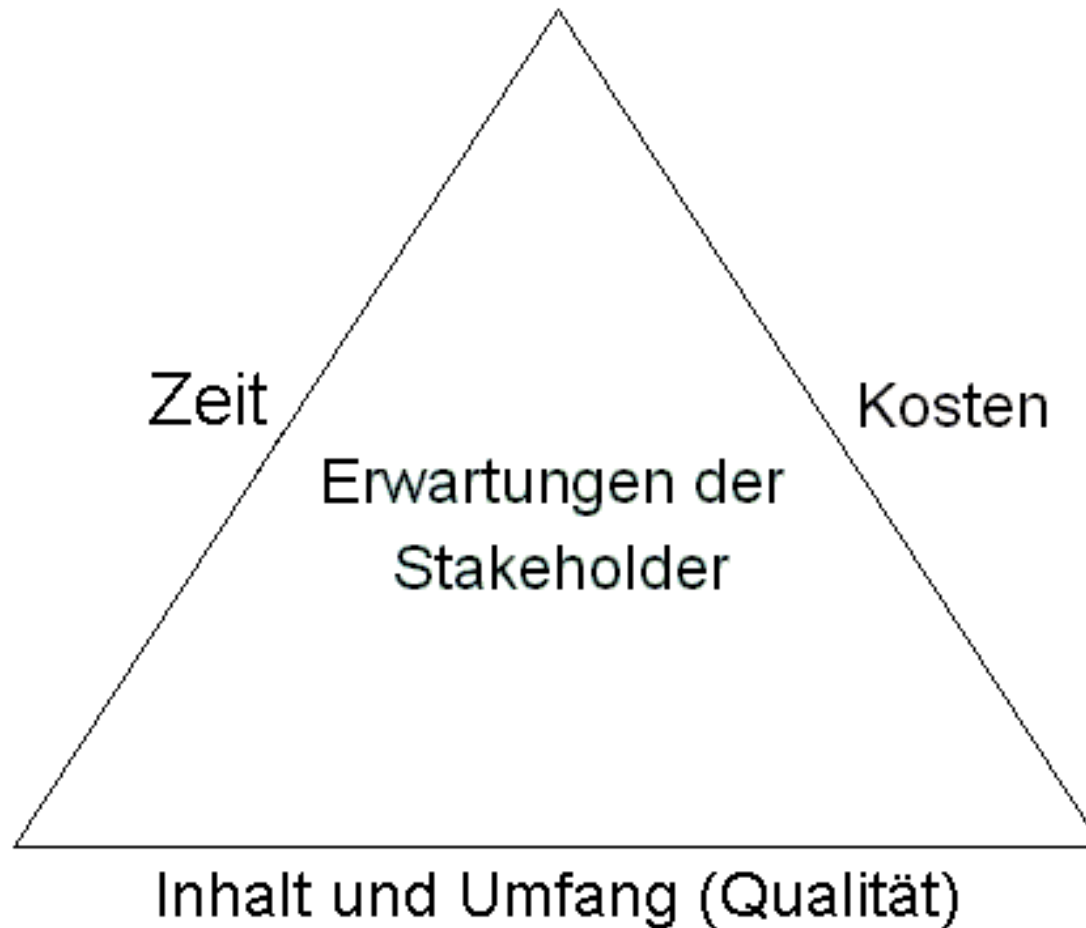 Zeit
Kosten
Erwartungen der
Stakeholder
Inhalt und Umfang (Qualität)